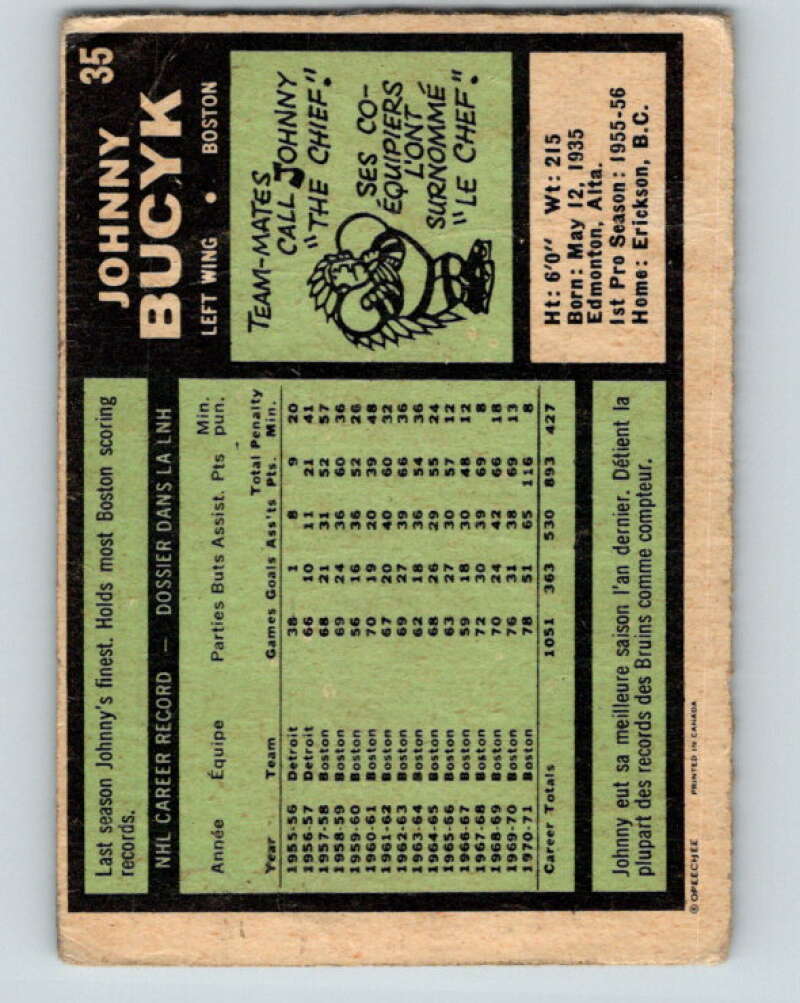 35
JOHNNY
BUCYK
LEFT WING • BOSTON
Last season Johnny's finest. Holds most Boston scoring
records.
NHL CAREER RECORD — DOSSIER DANS LA LNH
Année Équipe Parties Buts Assist. Pts Min. pun.
Year Team Games Goals Ass'ts Total Pts. Penalty Min.
1955-56 Detroit 38 1 8 9 20
1956-57 Detroit 66 10 11 21 41
1957-58 Boston 68 21 31 52 57
1958-59 Boston 69 24 36 60 36
1959-60 Boston 56 16 36 52 26
1960-61 Boston 70 19 20 39 48
1961-62 Boston 67 20 40 60 32
1962-63 Boston 69 27 39 66 36
1963-64 Boston 62 18 36 54 36
1964-65 Boston 68 26 29 55 24
1965-66 Boston 63 27 30 57 12
1966-67 Boston 59 18 30 48 12
1967-68 Boston 72 30 39 69 8
1968-69 Boston 70 24 42 66 18
1969-70 Boston 76 31 38 69 13
1970-71 Boston 78 51 65 116 8
Career Totals 1051 363 530 893 427
Johnny eut sa meilleure saison l'an dernier. Détient la
plupart des records des Bruins comme compteur.
TEAM-MATES
CALL JOHNNY
"THE CHIEF."
SES CO-
ÉQUIPIERS
L'ONT
SURNOMMÉ
"LE CHEF".
Ht: 6'0" Wt: 215
Born: May 12, 1935
Edmonton, Alta.
1st Pro Season: 1955-56
Home: Erickson, B.C.
© OPEECHEE PRINTED IN CANADA